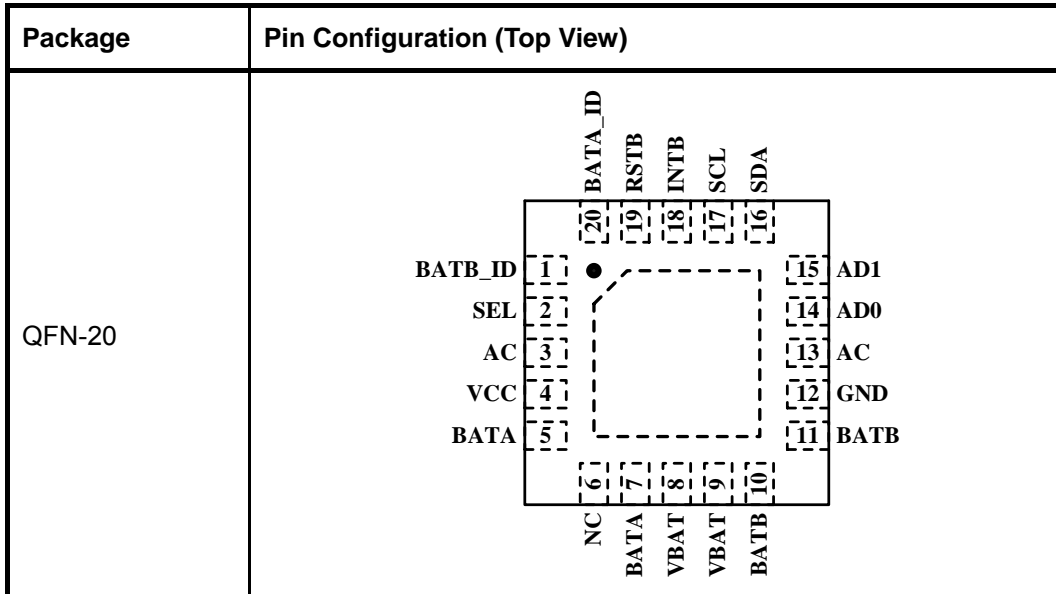 Package
Pin Configuration (Top View)
QFN-20
BATA_ID
RSTB
INTB
SCL
SDA
20
19
18
17
16
BATB_ID 1
SEL 2
AC 3
VCC 4
BATA 5
15 AD1
14 AD0
13 AC
12 GND
11 BATB
6
7
8
9
10
NC
BATA
VBAT
VBAT
BATB